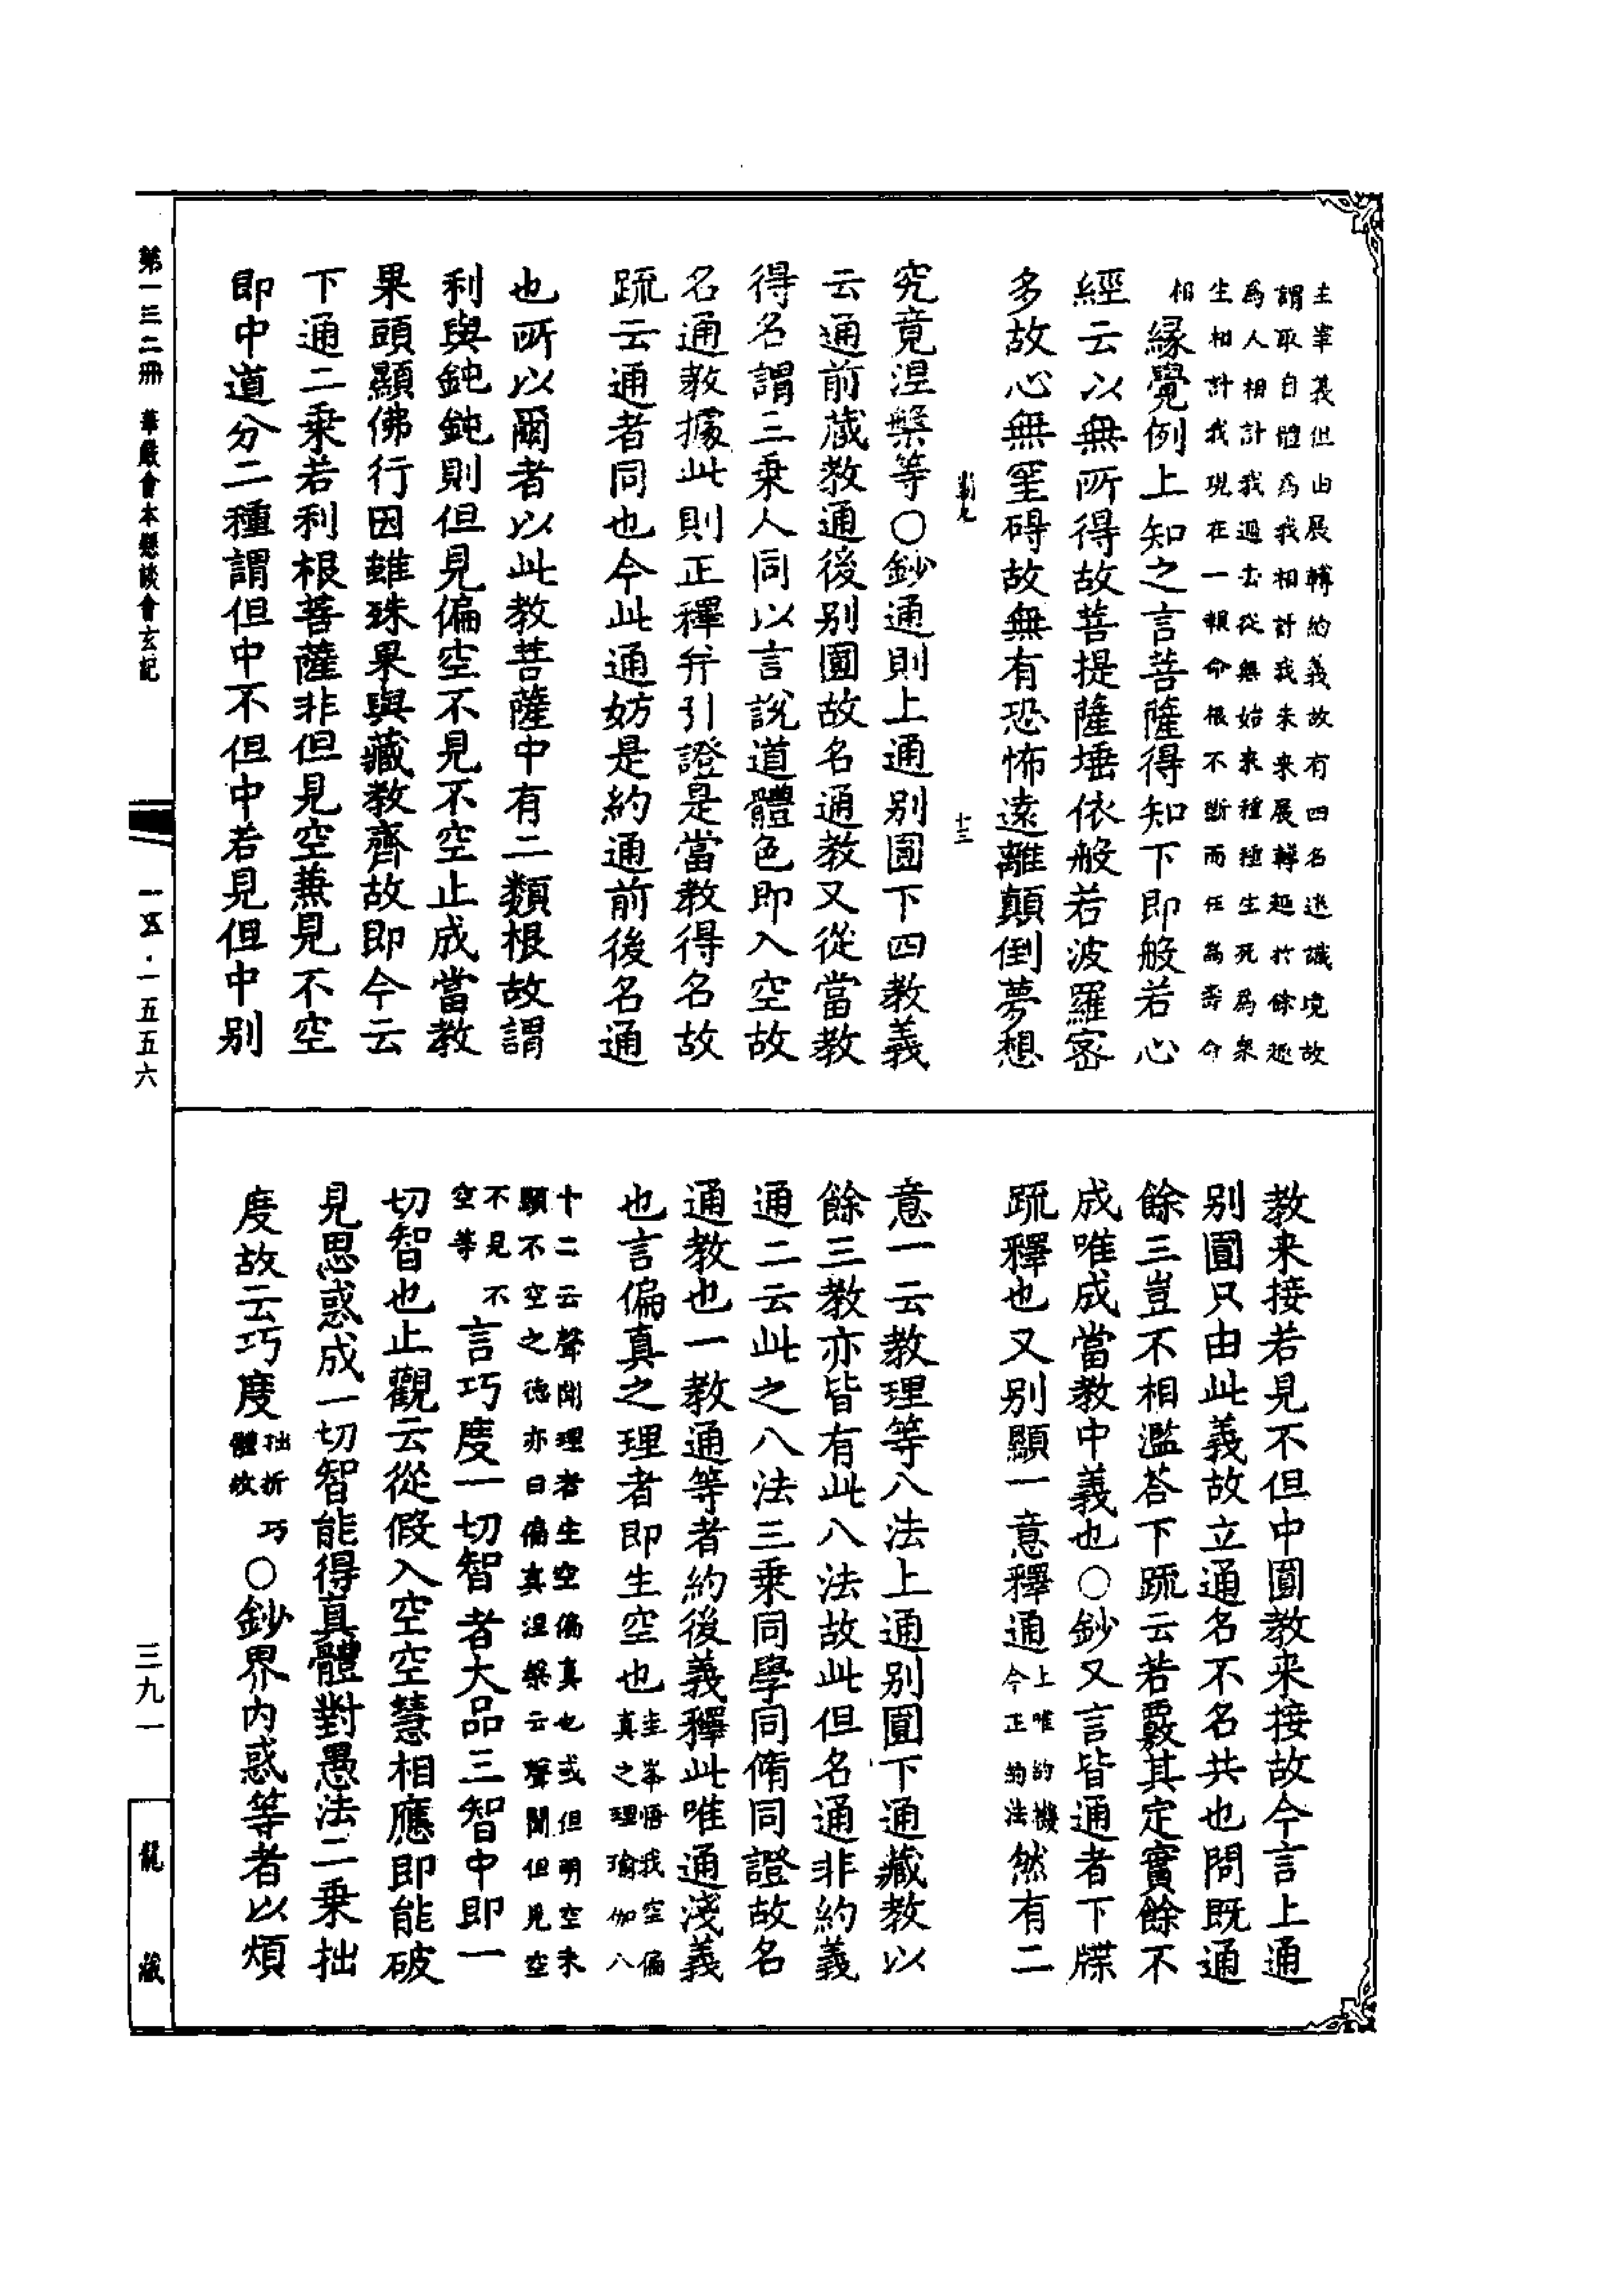 主峯義但由展轉約義故有四名迷識境故
謂取自體為我相計我未來展轉趣於餘趣
為人相計我過去從無始來種種生死為衆
生相計我現在一類命根不斷而住為壽命
相
緣覺例上知之言菩薩得知下即般若心
經云以無所得故菩提薩埵依般若波羅密
多故心無罣碍故無有恐怖遠離顛倒夢想
十三
究竟涅槃等○鈔通則上通別圓下四教義
云通前蔵教通後別圓故名通教又從當教
得名謂三乗人同以言說道體色即入空故
名通教據此則正釋并引證是當教得名故
䟽云通者同也今此通妨是約通前後名通
也所以爾者以此教菩薩中有二類根故謂
利與鈍鈍則但見偏空不見不空止成當教
果頭顯佛行因雖殊果與藏教齊故即今云
下通二乗若利根菩薩非但見空兼見不空
即中道分二種謂但中不但中若見但中別
教来接若見不但中圓教来接故今言上通
別圓只由此義故立通名不名共也問既通
餘三豈不相濫荅下䟽云若覈其定實餘不
成唯成當教中義也○鈔又言皆通者下牒
䟽釋也又別顯一意釋通
上唯約機
今正約法
然有二
意一云教理等八法上通別圓下通藏教以
餘三教亦皆有此八法故此但名通非約義
通二云此之八法三乗同學同脩同證故名
通教也一教通等者約後義釋此唯通淺義
也言偏真之理者即生空也
圭峯悟我空偏
真之理瑜伽八
十二云聲聞理者生空偏真也或但明空未
顯不空之德亦曰偏真涅槃云聲聞但見空
不見不
空等
言巧度一切智者大品三智中即一
切智也止觀云從假入空空慧相應即能破
見思惑成一切智能得真體對愚法二乗拙
度故云巧度
拙折巧
體故
○鈔界内惑等者以煩
第一三二冊
華嚴會本懸談會玄記
一五·一五五六
三九一
龍藏